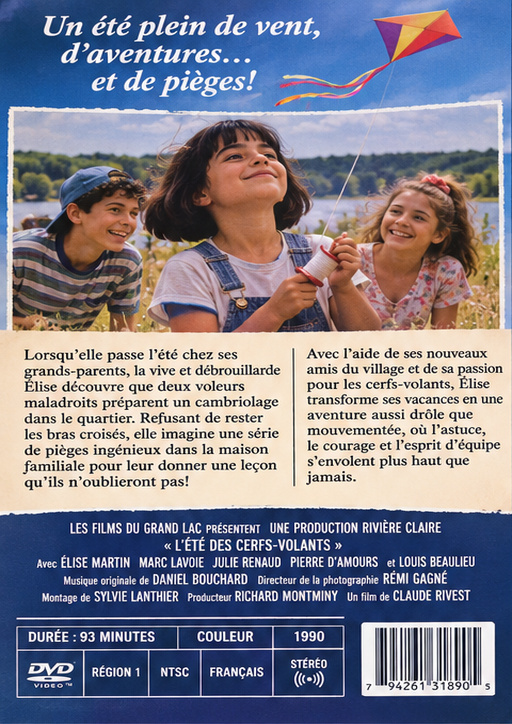 Un été plein de vent,
d'aventures...
et de pièges!
Lorsqu'elle passe l'été chez ses
grands-parents, la vive et débrouillarde
Élise découvre que deux voleurs
maladroits préparent un cambriolage
dans le quartier. Refusant de rester
les bras croisés, elle imagine une série
de pièges ingénieux dans la maison
familiale pour leur donner une leçon
qu'ils n'oublieront pas!
Avec l'aide de ses nouveaux
amis du village et de sa passion
pour les cerfs-volants, Élise
transforme ses vacances en une
aventure aussi drôle que
mouvementée, où l'astuce,
le courage et l'esprit d'équipe
s'envolent plus haut que
jamais.
LES FILMS DU GRAND LAC PRÉSENTENT UNE PRODUCTION RIVIÈRE CLAIRE
« L'ÉTÉ DES CERFS-VOLANTS »
Avec ÉLISE MARTIN MARC LAVOIE JULIE RENAUD PIERRE D'AMOURS et LOUIS BEAULIEU
Musique originale de DANIEL BOUCHARD Directeur de la photographie RÉMI GAGNÉ
Montage de SYLVIE LANTHIER Producteur RICHARD MONTMINY Un film de CLAUDE RIVEST
DURÉE : 93 MINUTES COULEUR 1990
DVD VIDEO™ RÉGION 1 NTSC FRANÇAIS STÉRÉO
7 94261 31890 5